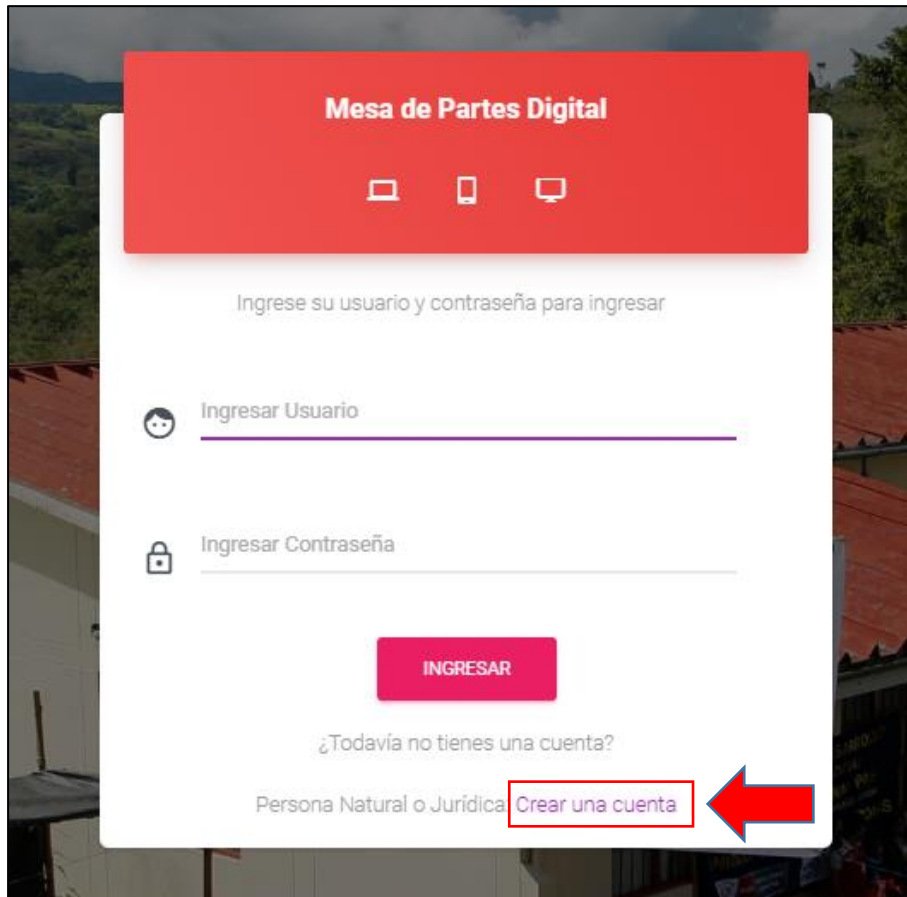 Mesa de Partes Digital
Ingrese su usuario y contraseña para ingresar
Ingresar Usuario
Ingresar Contraseña
INGRESAR
¿Todavía no tienes una cuenta?
Persona Natural o Jurídica: Crear una cuenta